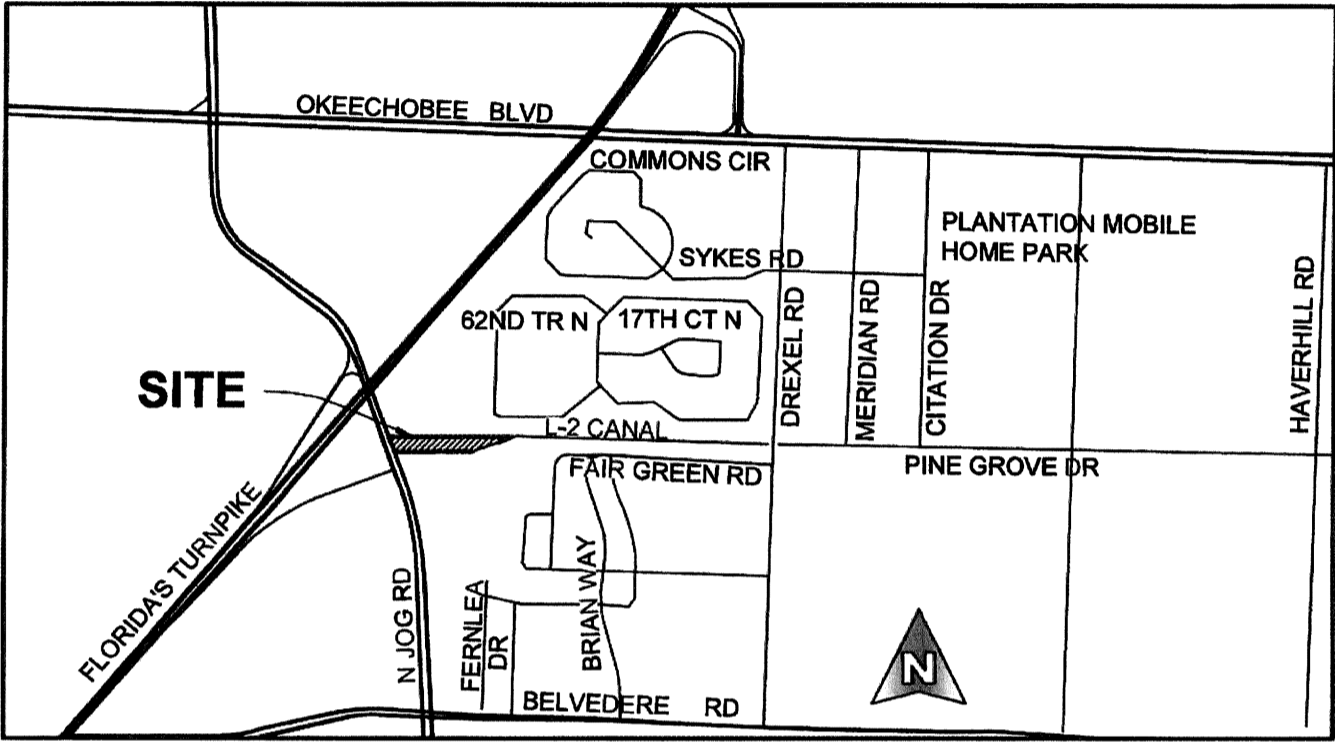 OKEECHOBEE BLVD
COMMONS CIR
PLANTATION MOBILE
HOME PARK
SYKES RD
62ND TR N
17TH CT N
DREXEL RD
MERIDIAN RD
CITATION DR
HAVERHILL RD
SITE
L-2 CANAL
FAIR GREEN RD
PINE GROVE DR
FLORIDA'S TURNPIKE
N JOG RD
FERNLEA
DR
BRIAN WAY
BELVEDERE RD
N